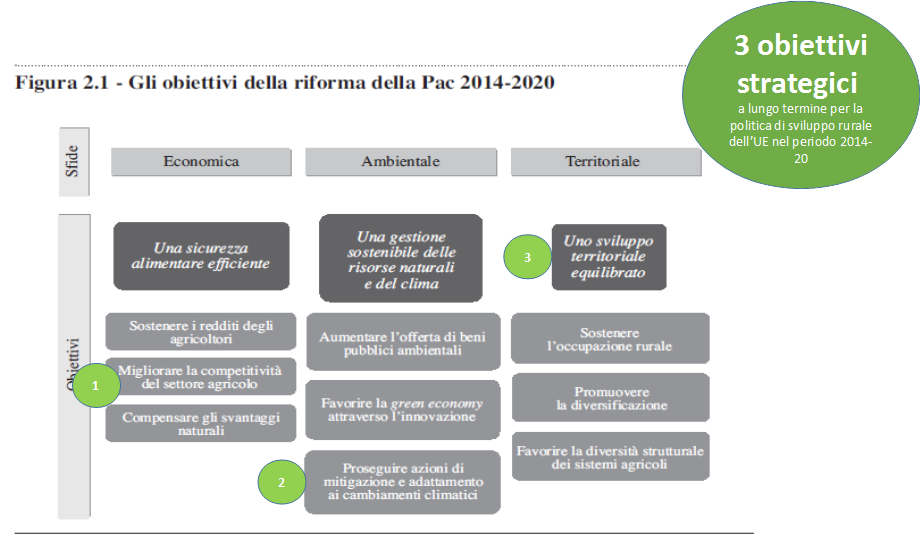 3 obiettivi
strategici
a lungo termine per la
politica di sviluppo rurale
dell'UE nel periodo 2014-
20
Figura 2.1 - Gli obiettivi della riforma della Pac 2014-2020
Sfide
Economica
Ambientale
Territoriale
Obiettivi
Una sicurezza
alimentare efficiente
Una gestione
sostenibile delle
risorse naturali
e del clima
3
Uno sviluppo
territoriale
equilibrato
Sostenere i redditi degli
agricoltori
Aumentare l'offerta di beni
pubblici ambientali
Sostenere
l'occupazione rurale
1
Migliorare la competitività
del settore agricolo
Favorire la green economy
attraverso l'innovazione
Promuovere
la diversificazione
Compensare gli svantaggi
naturali
2
Proseguire azioni di
mitigazione e adattamento
ai cambiamenti climatici
Favorire la diversità strutturale
dei sistemi agricoli